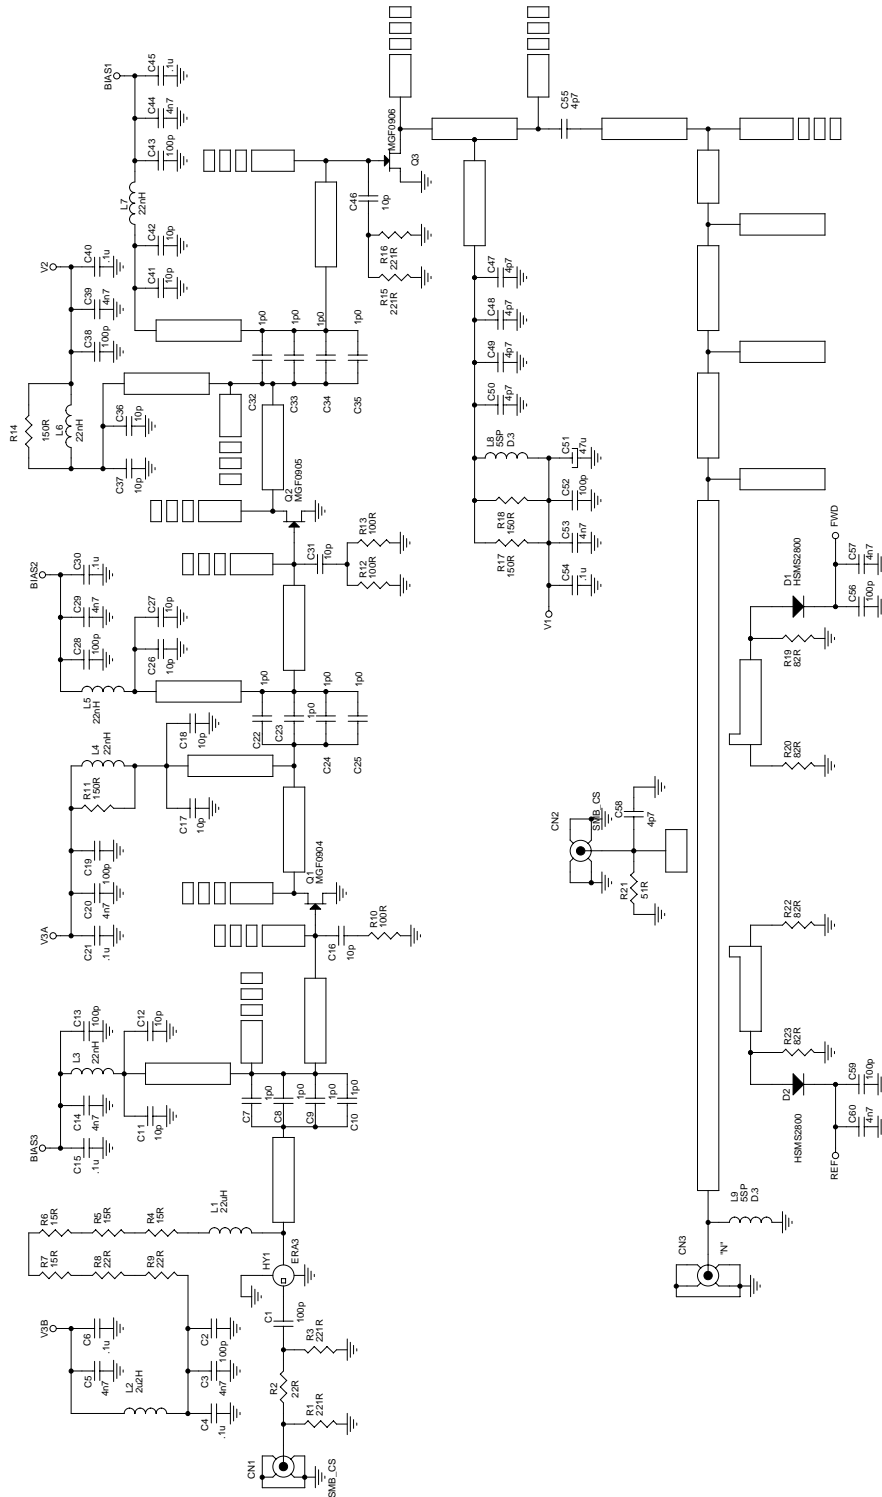 BIAS1
C45
.1u
C44
4n7
C43
100p
L7
22nH
C42
10p
C41
10p
V2
C40
.1u
C39
4n7
C38
100p
R14
150R
L6
22nH
C36
10p
C37
10p
1p0
C32
1p0
C33
1p0
C34
1p0
C35
MGF0906
Q3
C46
10p
R16
221R
R15
221R
C55
4p7
C47
4p7
C48
4p7
C49
4p7
C50
4p7
L8
5SP
D.3
C51
47u
R18
150R
C52
100p
R17
150R
C53
4n7
C54
.1u
V1
Q2
MGF0905
C31
10p
R13
100R
R12
100R
BIAS2
C30
.1u
C29
4n7
C28
100p
C27
10p
C26
10p
L5
22nH
L4
22nH
R11
150R
C18
10p
C17
10p
1p0
C22
1p0
C23
1p0
C24
1p0
C25
C19
100p
C20
4n7
V3A
C21
.1u
Q1
MGF0904
C16
10p
R10
100R
C13
100p
L3
22nH
C12
10p
C14
4n7
C11
10p
BIAS3
C15
.1u
1p0
C7
1p0
C8
1p0
C9
1p0
C10
R6
15R
R5
15R
R4
15R
L1
22uH
R7
15R
R8
22R
R9
22R
HY1
ERA3
V3B
C6
.1u
C5
4n7
L2
2u2H
C2
100p
C3
4n7
C4
.1u
C1
100p
R3
221R
R2
22R
R1
221R
CN1
SMB_CS
FWD
D1
HSMS2800
C57
4n7
C56
100p
R19
82R
R20
82R
CN2
SMB_CS
C58
4p7
R21
51R
R22
82R
R23
82R
D2
HSMS2800
C59
100p
C60
4n7
REF
L9
5SP
D.3
CN3
"N"